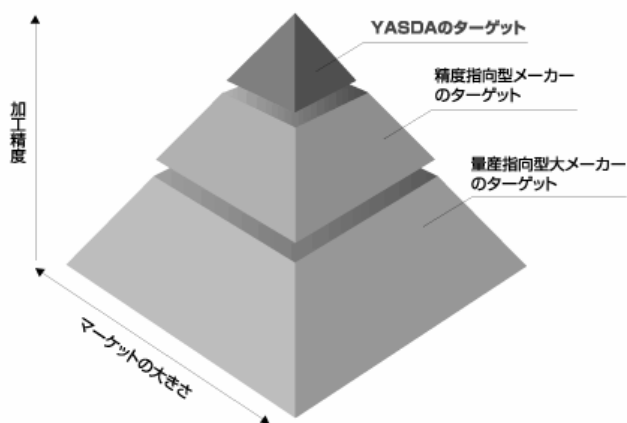 YASDAのターゲット
精度指向型メーカー
のターゲット
量産指向型大メーカー
のターゲット
加工精度
マーケットの大きさ